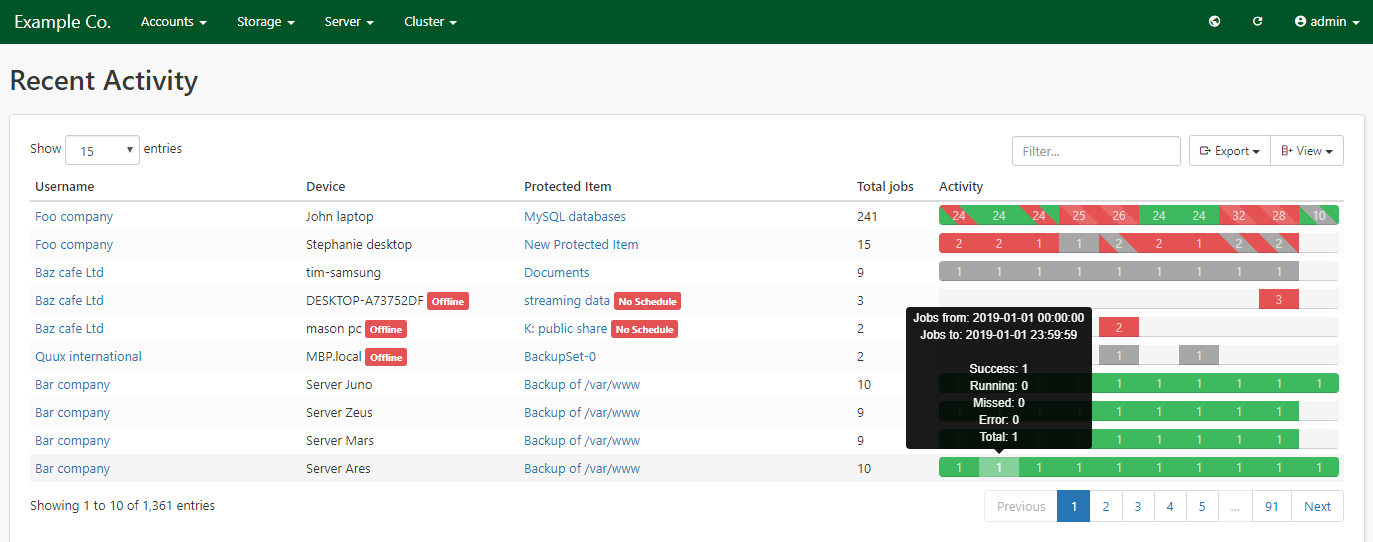 Example Co. Accounts Storage Server Cluster admin
Recent Activity
Show 15 entries Filter... Export View
Username Device Protected Item Total jobs Activity
Foo company John laptop MySQL databases 241 24 24 24 25 26 24 24 32 28 10
Foo company Stephanie desktop New Protected Item 15 2 2 1 1 2 2 1 2 2
Baz cafe Ltd tim-samsung Documents 9 1 1 1 1 1 1 1 1 1
Baz cafe Ltd DESKTOP-A73752DF Offline streaming data No Schedule 3 3
Baz cafe Ltd mason pc Offline K: public share No Schedule 2 2
Quux international MBP.local Offline BackupSet-0 2 1 1
Bar company Server Juno Backup of /var/www 10 1 1 1 1 1 1
Bar company Server Zeus Backup of /var/www 9 1 1 1 1 1
Bar company Server Mars Backup of /var/www 9 1 1 1 1 1
Bar company Server Ares Backup of /var/www 10 1 1 1 1 1 1 1 1 1 1
Jobs from: 2019-01-01 00:00:00
Jobs to: 2019-01-01 23:59:59
Success: 1
Running: 0
Missed: 0
Error: 0
Total: 1
Showing 1 to 10 of 1,361 entries Previous 1 2 3 4 5 ... 91 Next